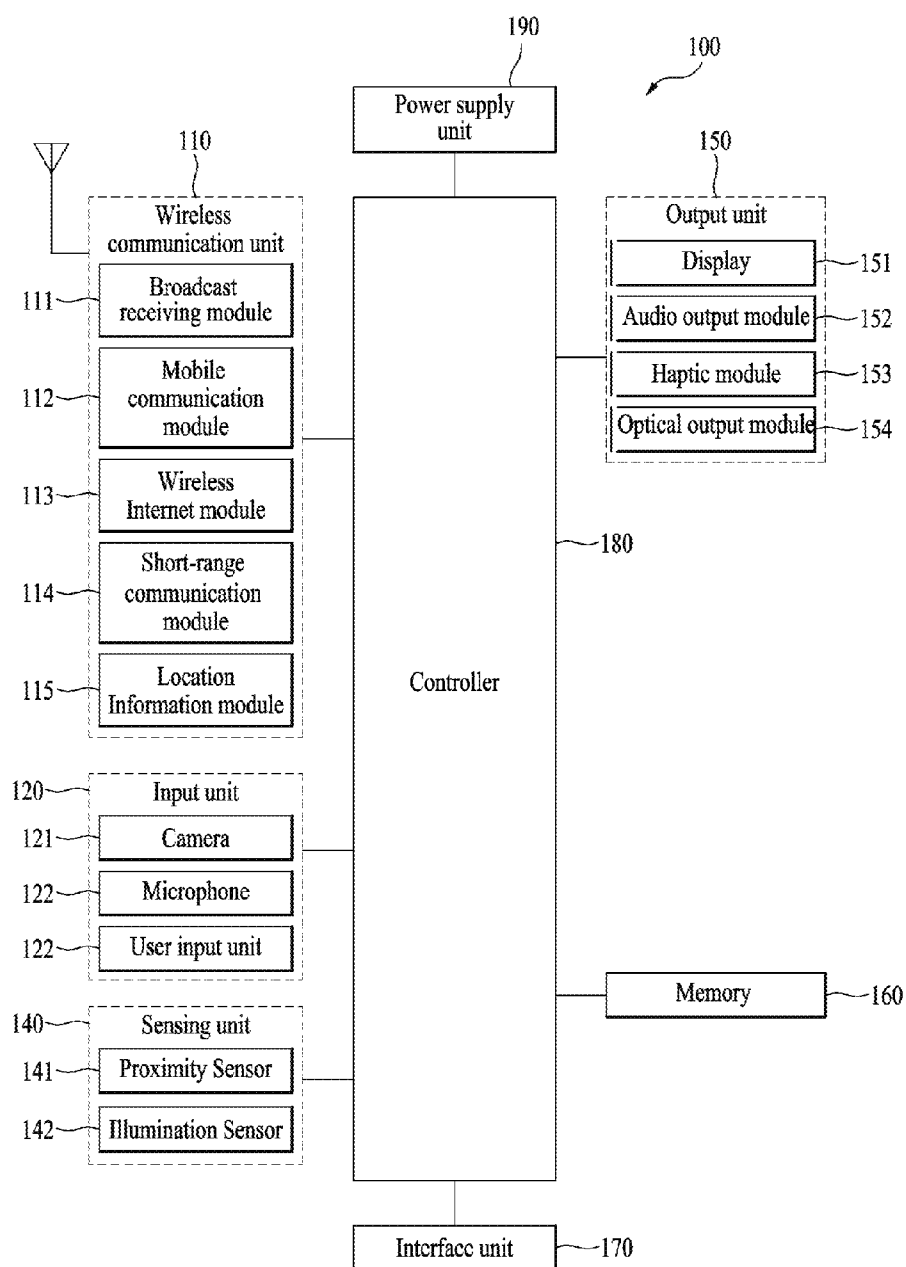 190
100
Power supply
unit
110
150
Wireless
communication unit
Output unit
111
Broadcast
receiving module
Display
151
Audio output module
152
112
Mobile
communication
module
Haptic module
153
Optical output module
154
113
Wireless
Internet module
180
114
Short-range
communication
module
115
Location
Information module
Controller
120
Input unit
121
Camera
122
Microphone
122
User input unit
Memory
160
140
Sensing unit
141
Proximity Sensor
142
Illumination Sensor
Interface unit
170